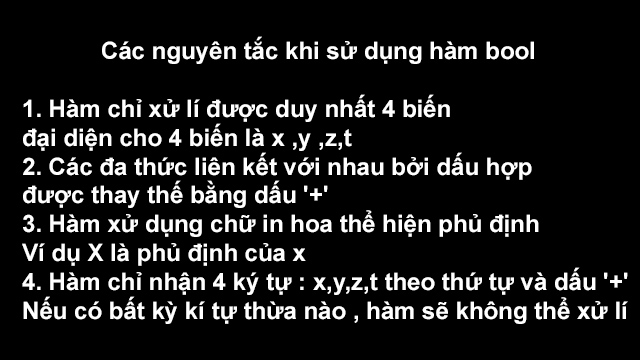 Các nguyên tắc khi sử dụng hàm bool
1. Hàm chỉ xử lí được duy nhất 4 biến
đại diện cho 4 biến là x ,y ,z,t
2. Các đa thức liên kết với nhau bởi dấu hợp
được thay thế bằng dấu '+'
3. Hàm xử dụng chữ in hoa thể hiện phủ định
Ví dụ X là phủ định của x
4. Hàm chỉ nhận 4 ký tự : x,y,z,t theo thứ tự và dấu '+'
Nếu có bất kỳ kí tự thừa nào , hàm sẽ không thể xử lí